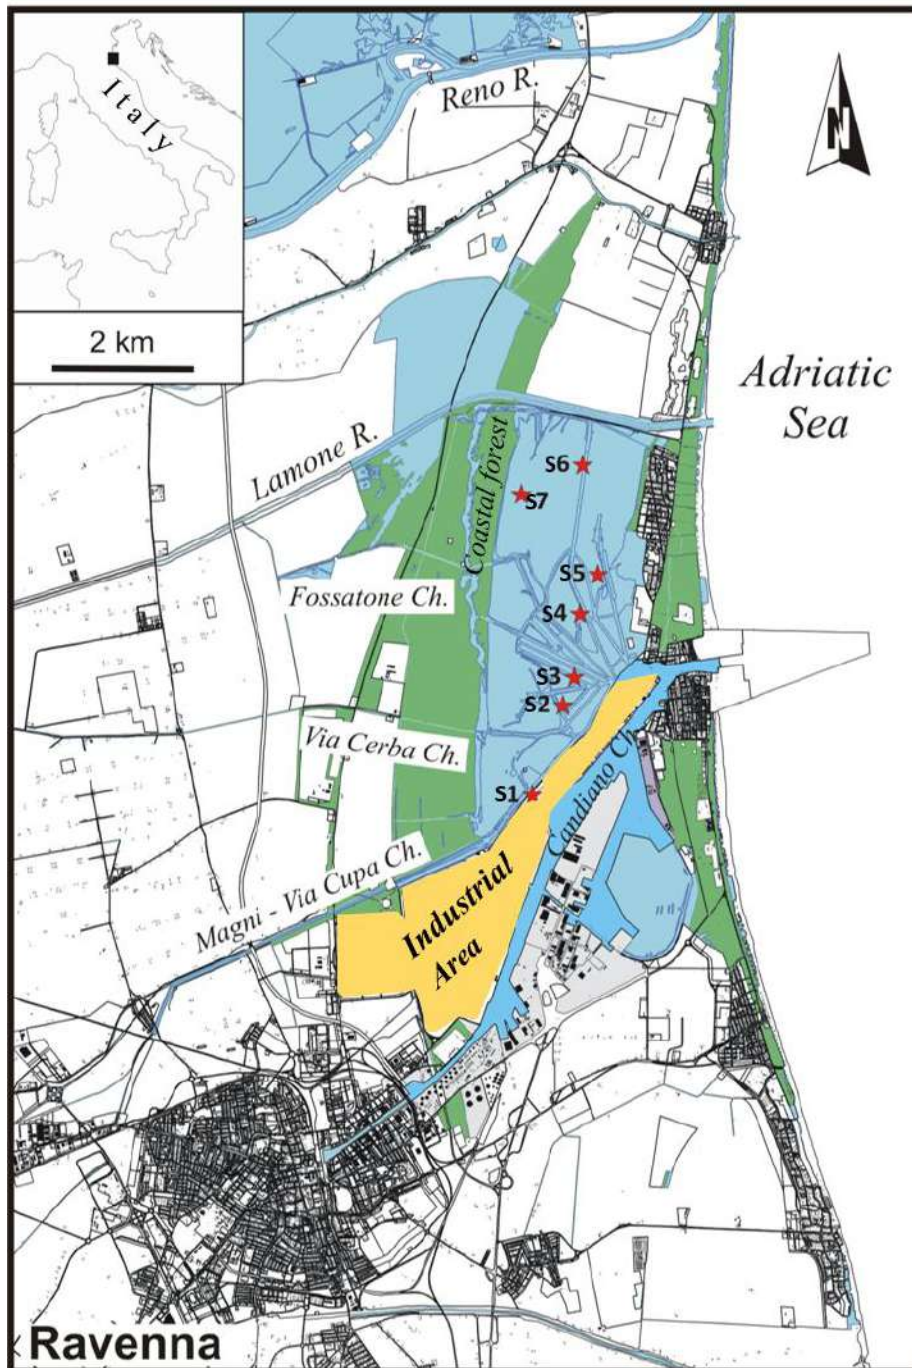 Italy
2 km
Reno R.
N
Adriatic
Sea
Lamone R.
Coastal forest
S6
S7
Fossatone Ch.
S5
S4
S3
S2
Via Cerba Ch.
S1
Candiano Ch.
Magni - Via Cupa Ch.
Industrial
Area
Ravenna